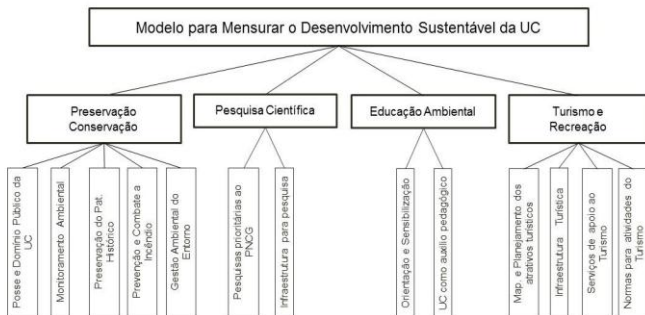 Modelo para Mensurar o Desenvolvimento Sustentável da UC
Preservação
Conservação
Pesquisa Científica
Educação Ambiental
Turismo e
Recreação
Posse e Domínio Público da
UC
Monitoramento Ambiental
Preservação do Pat.
Histórico
Prevenção e Combate a
Incêndio
Gestão Ambiental do
Entorno
Pesquisas prioritárias ao
PNCG
Infraestrutura para pesquisa
Orientação e Sensibilização
UC como auxílio pedagógico
Map. e Planejamento dos
atrativos turísticos
Infraestrutura Turística
Serviços de apoio ao
Turismo
Normas para atividades do
Turismo